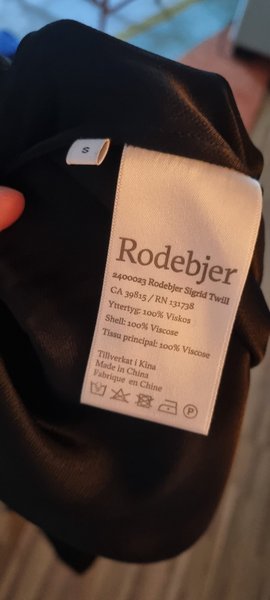 S
Rodebjer
2400023 Rodebjer Sigrid Twill
CA 39815 / RN 131738
Yttertyg: 100% Viskos
Shell: 100% Viscose
Tissu principal: 100% Viscose
Tillverkat i Kina
Made in China
Fabrique en Chine